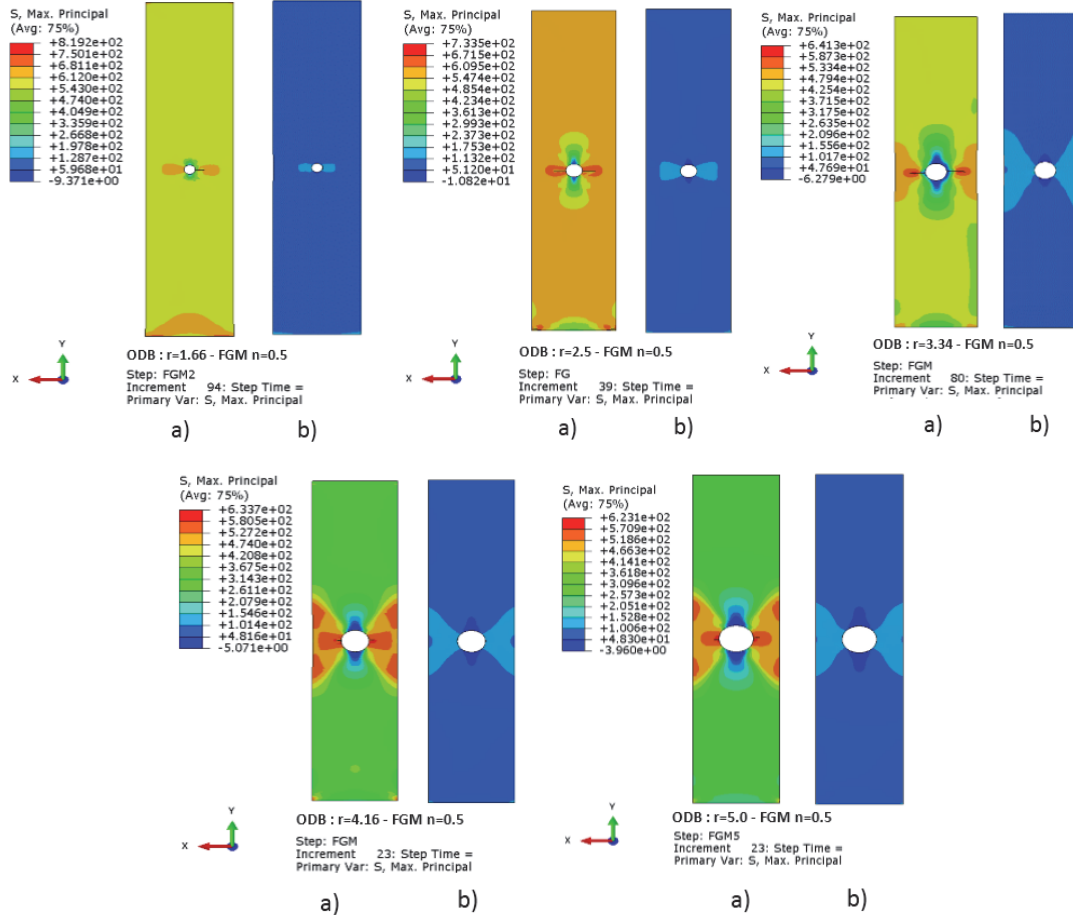 S, Max. Principal
(Avg: 75%)
+8.192e+02
+7.501e+02
+6.811e+02
+6.120e+02
+5.430e+02
+4.740e+02
+4.049e+02
+3.359e+02
+2.668e+02
+1.978e+02
+1.287e+02
+5.968e+01
-9.371e+00
Y
X
ODB : r=1.66 - FGM n=0.5
Step: FGM2
Increment 94: Step Time =
Primary Var: S, Max. Principal
a)
b)
S, Max. Principal
(Avg: 75%)
+7.335e+02
+6.715e+02
+6.095e+02
+5.474e+02
+4.854e+02
+4.234e+02
+3.613e+02
+2.993e+02
+2.373e+02
+1.753e+02
+1.132e+02
+5.120e+01
-1.082e+01
Y
X
ODB : r=2.5 - FGM n=0.5
Step: FG
Increment 39: Step Time =
Primary Var: S, Max. Principal
a)
b)
S, Max. Principal
(Avg: 75%)
+6.413e+02
+5.873e+02
+5.334e+02
+4.794e+02
+4.254e+02
+3.715e+02
+3.175e+02
+2.635e+02
+2.096e+02
+1.556e+02
+1.017e+02
+4.769e+01
-6.279e+00
Y
X
ODB : r=3.34 - FGM n=0.5
Step: FGM
Increment 80: Step Time =
Primary Var: S, Max. Principal
a)
b)
S, Max. Principal
(Avg: 75%)
+6.337e+02
+5.805e+02
+5.272e+02
+4.740e+02
+4.208e+02
+3.675e+02
+3.143e+02
+2.611e+02
+2.079e+02
+1.546e+02
+1.014e+02
+4.816e+01
-5.071e+00
Y
X
ODB : r=4.16 - FGM n=0.5
Step: FGM
Increment 23: Step Time =
Primary Var: S, Max. Principal
a)
b)
S, Max. Principal
(Avg: 75%)
+6.231e+02
+5.709e+02
+5.186e+02
+4.663e+02
+4.141e+02
+3.618e+02
+3.096e+02
+2.573e+02
+2.051e+02
+1.528e+02
+1.006e+02
+4.830e+01
-3.960e+00
Y
X
ODB : r=5.0 - FGM n=0.5
Step: FGM5
Increment 23: Step Time =
Primary Var: S, Max. Principal
a)
b)